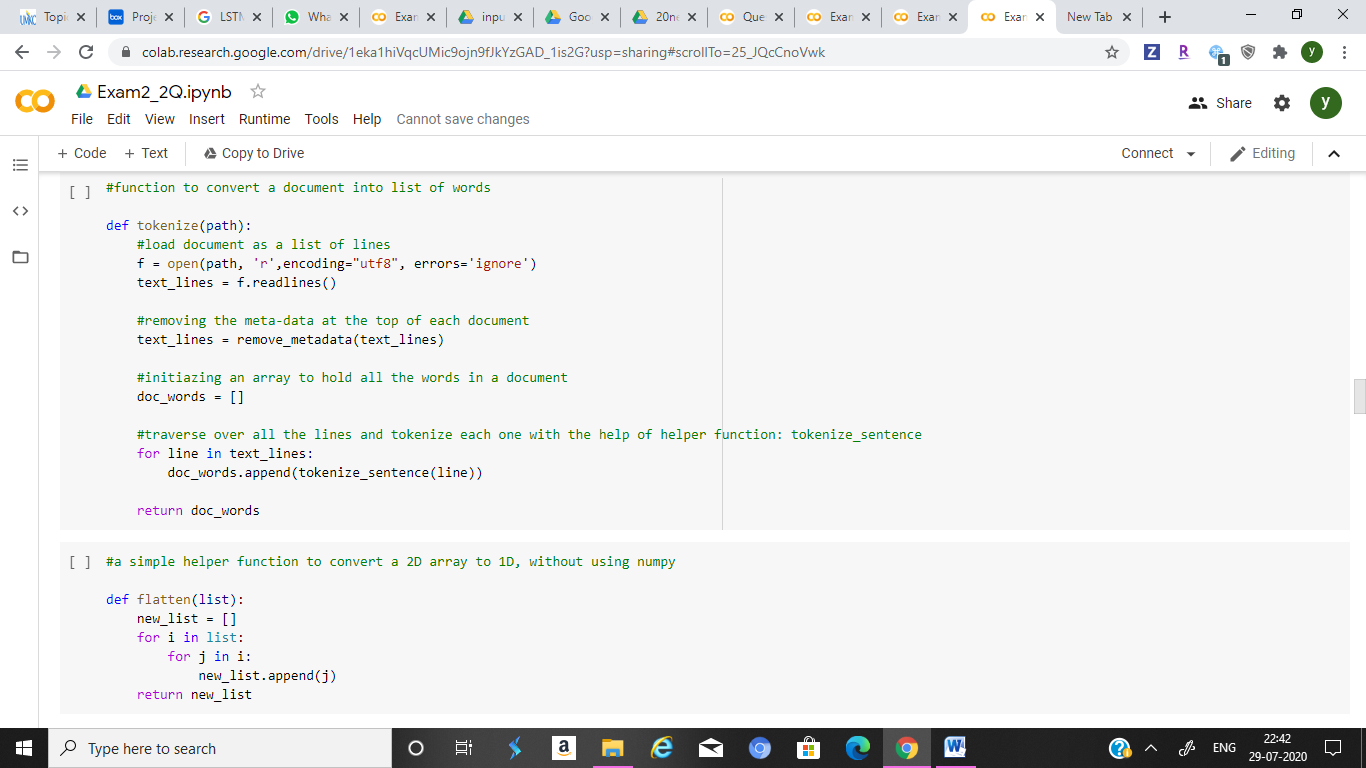 Topic
box Proje
LSTM
Wha
Exar
inpu
Goo
20ne
Que
Exar
Exar
Exar
New Tab
colab.research.google.com/drive/1eka1hiVqcUMic9ojn9fJkYzGAD_1is2G?usp=sharing#scrollTo=25_JQcCnoVwk
Z R 1 y
Exam2_2Q.ipynb
Share y
File Edit View Insert Runtime Tools Help Cannot save changes
+ Code + Text Copy to Drive Connect Editing
[ ] #function to convert a document into list of words
def tokenize(path):
#load document as a list of lines
f = open(path, 'r',encoding="utf8", errors='ignore')
text_lines = f.readlines()
#removing the meta-data at the top of each document
text_lines = remove_metadata(text_lines)
#initiazing an array to hold all the words in a document
doc_words = []
#traverse over all the lines and tokenize each one with the help of helper function: tokenize_sentence
for line in text_lines:
doc_words.append(tokenize_sentence(line))
return doc_words
[ ] #a simple helper function to convert a 2D array to 1D, without using numpy
def flatten(list):
new_list = []
for i in list:
for j in i:
new_list.append(j)
return new_list
Type here to search
ENG
22:42
29-07-2020